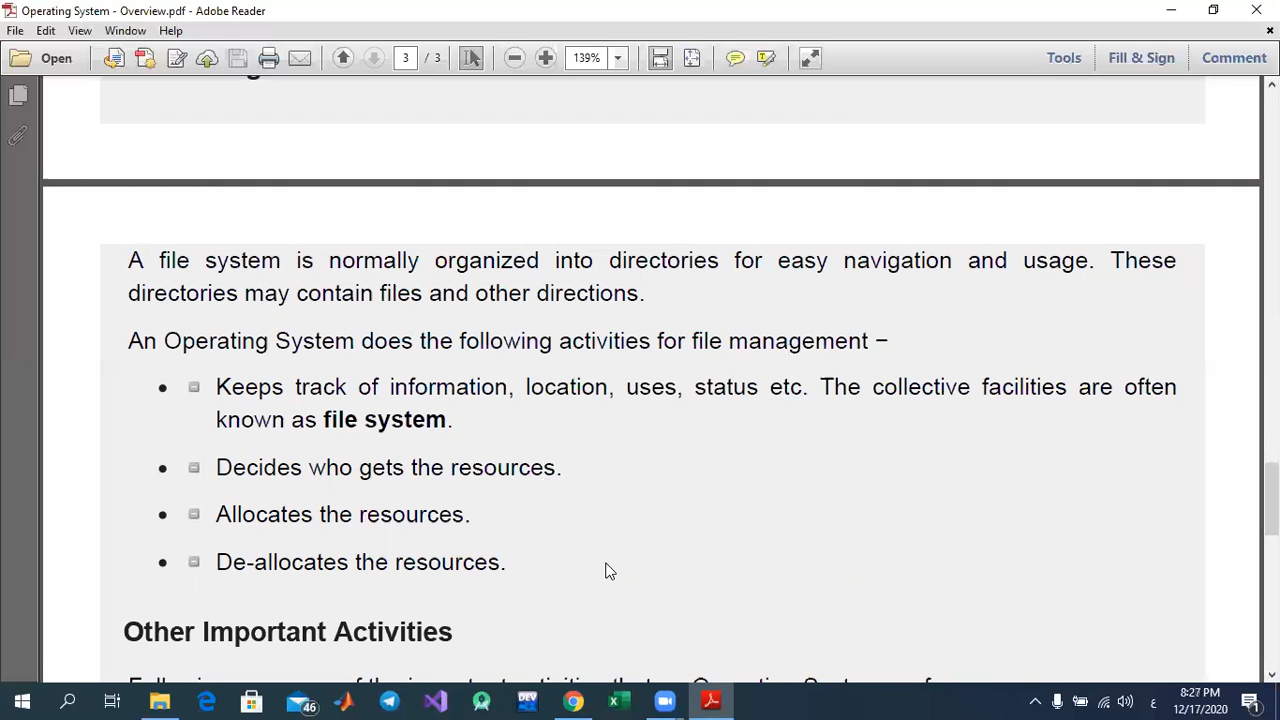 Operating System - Overview.pdf - Adobe Reader
File Edit View Window Help
Open 3 / 3 139% Tools Fill & Sign Comment
A file system is normally organized into directories for easy navigation and usage. These
directories may contain files and other directions.
An Operating System does the following activities for file management −
• Keeps track of information, location, uses, status etc. The collective facilities are often
known as file system.
• Decides who gets the resources.
• Allocates the resources.
• De-allocates the resources.
Other Important Activities
46
DEV
ع
8:27 PM
12/17/2020
1